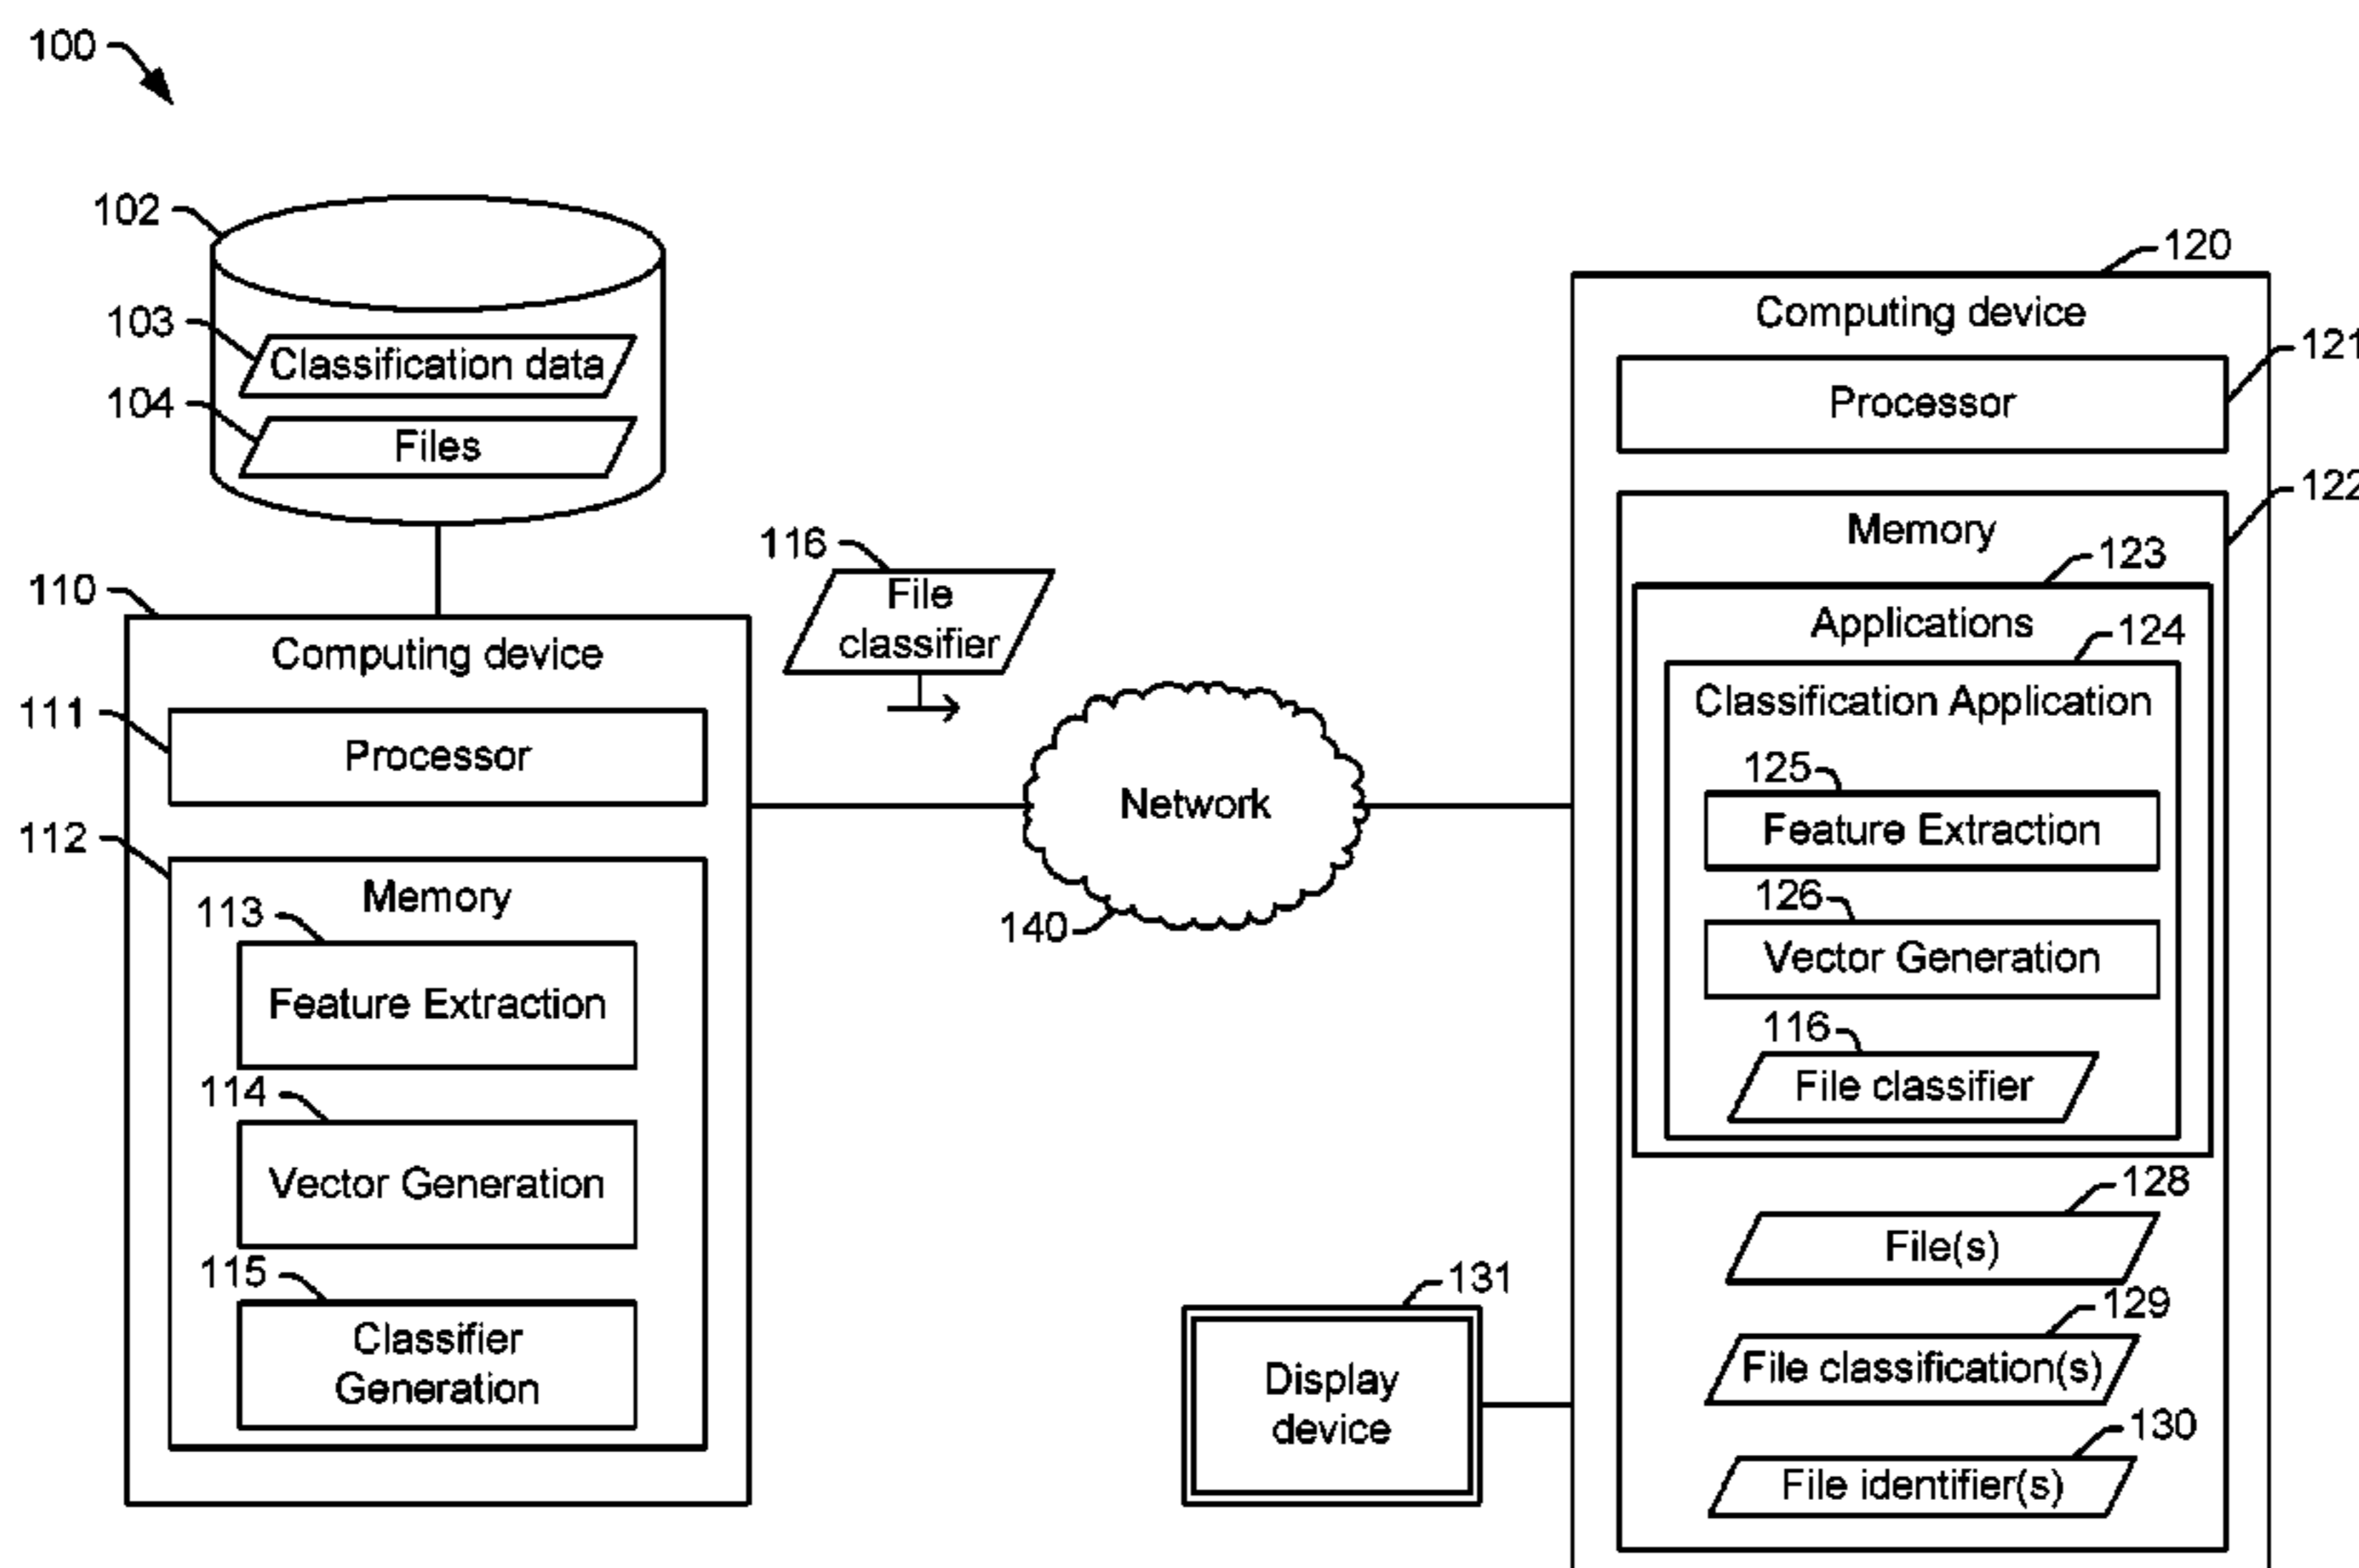 100
102
103
Classification data
104
Files
110
Computing device
111
Processor
112
Memory
113
Feature Extraction
114
Vector Generation
115
Classifier
Generation
116
File
classifier
Network
140
120
Computing device
121
Processor
122
Memory
123
Applications
124
Classification Application
125
Feature Extraction
126
Vector Generation
116
File classifier
128
File(s)
129
File classification(s)
130
File identifier(s)
131
Display
device